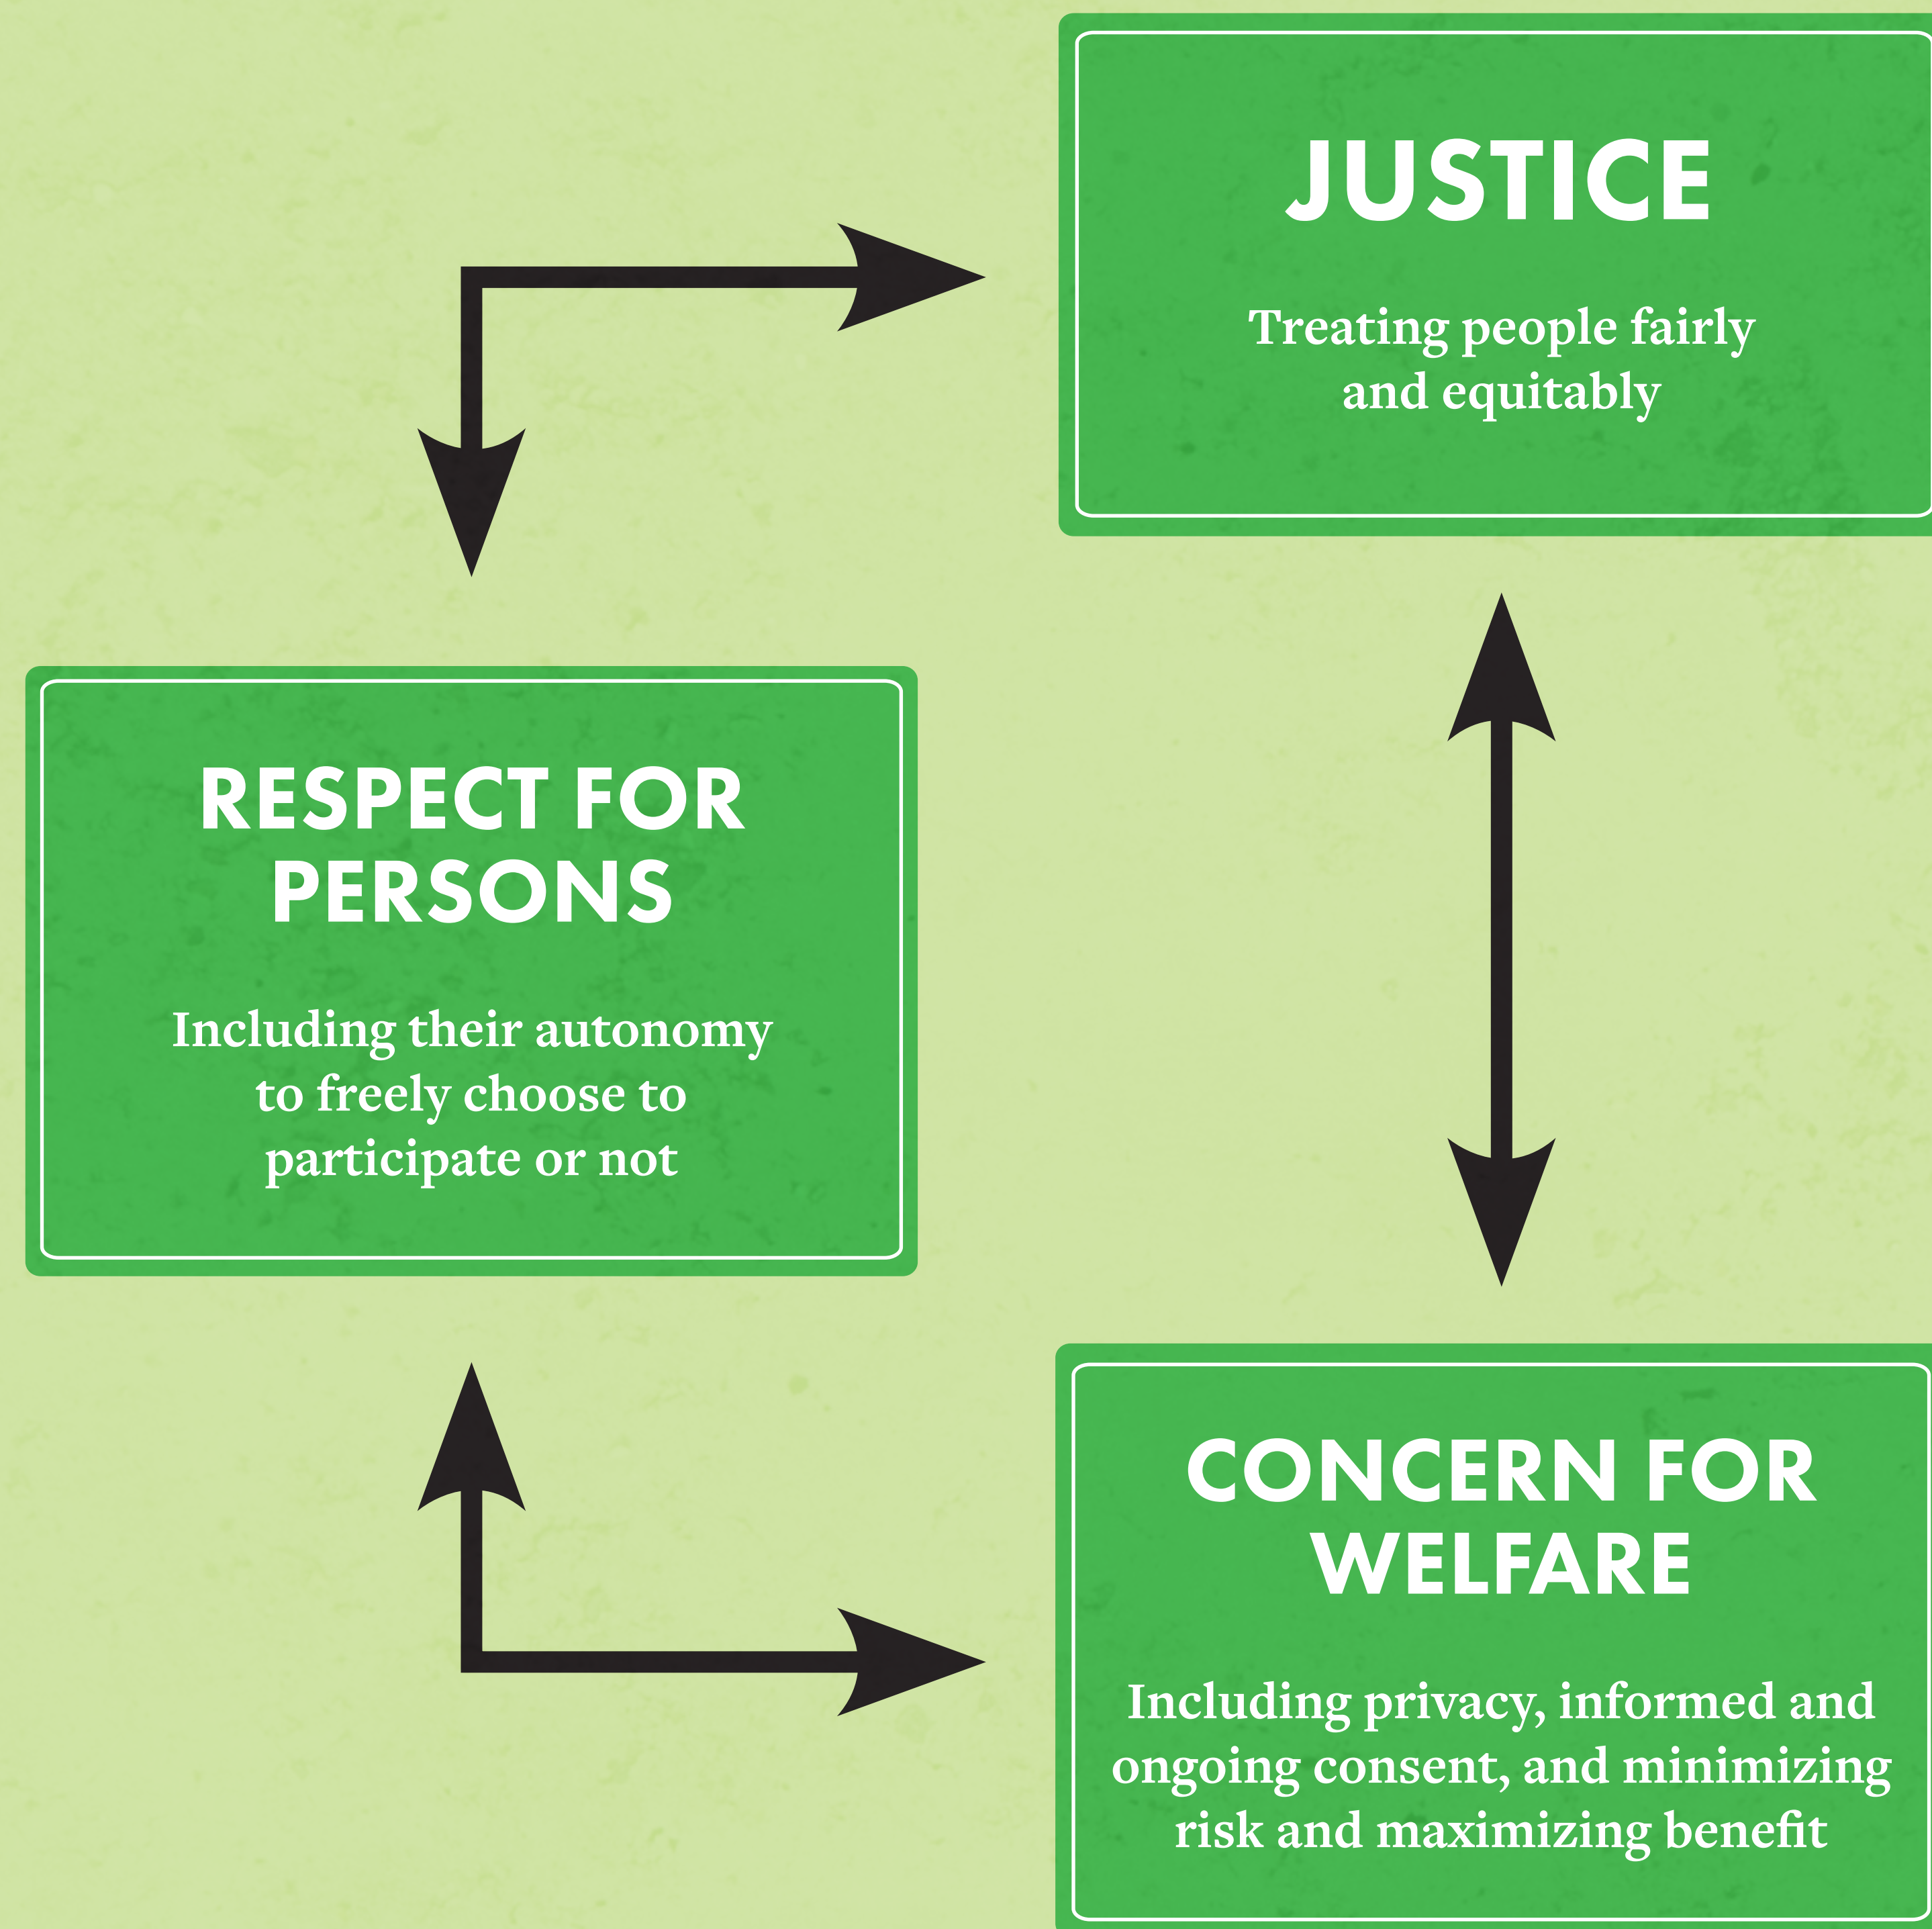 JUSTICE
Treating people fairly
and equitably
RESPECT FOR
PERSONS
Including their autonomy
to freely choose to
participate or not
CONCERN FOR
WELFARE
Including privacy, informed and
ongoing consent, and minimizing
risk and maximizing benefit